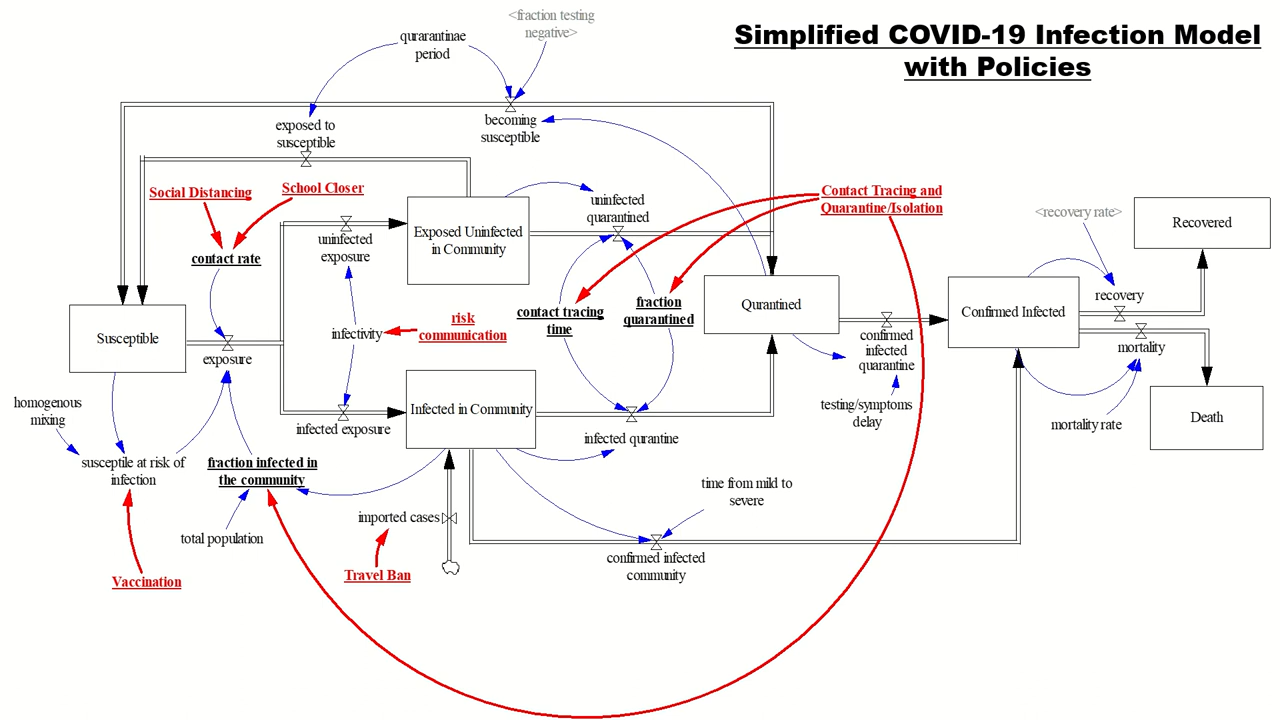 Simplified COVID-19 Infection Model
with Policies
<fraction testing
negative>
qurarantinae
period
becoming
susceptible
exposed to
susceptible
Social Distancing
School Closer
contact rate
uninfected
quarantined
Contact Tracing and
Quarantine/Isolation
<recovery rate>
Recovered
Exposed Uninfected
in Community
uninfected
exposure
Susceptible
exposure
infectivity
risk
communication
contact tracing
time
fraction
qurarantined
Qurantined
Confirmed Infected
recovery
mortality
confirmed
infected
quarantine
testing/symptoms
delay
mortality rate
Death
homogenous
mixing
Infected in Community
infected exposure
infected qurantine
susceptile at risk of
infection
fraction infected in
the community
total population
time from mild to
severe
imported cases
confirmed infected
community
Vaccination
Travel Ban